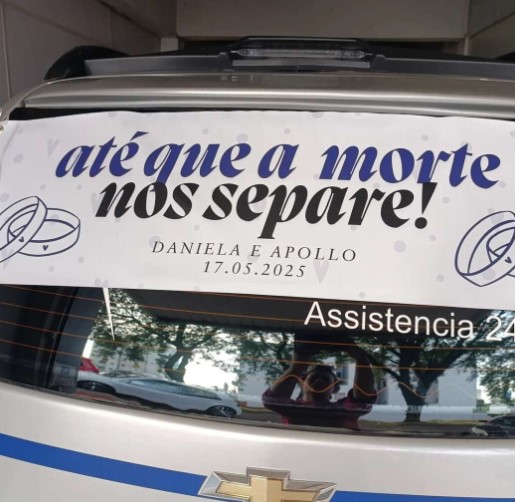 até que a morte
nos separe!
DANIELA E APOLLO
17.05.2025
Assistencia 24